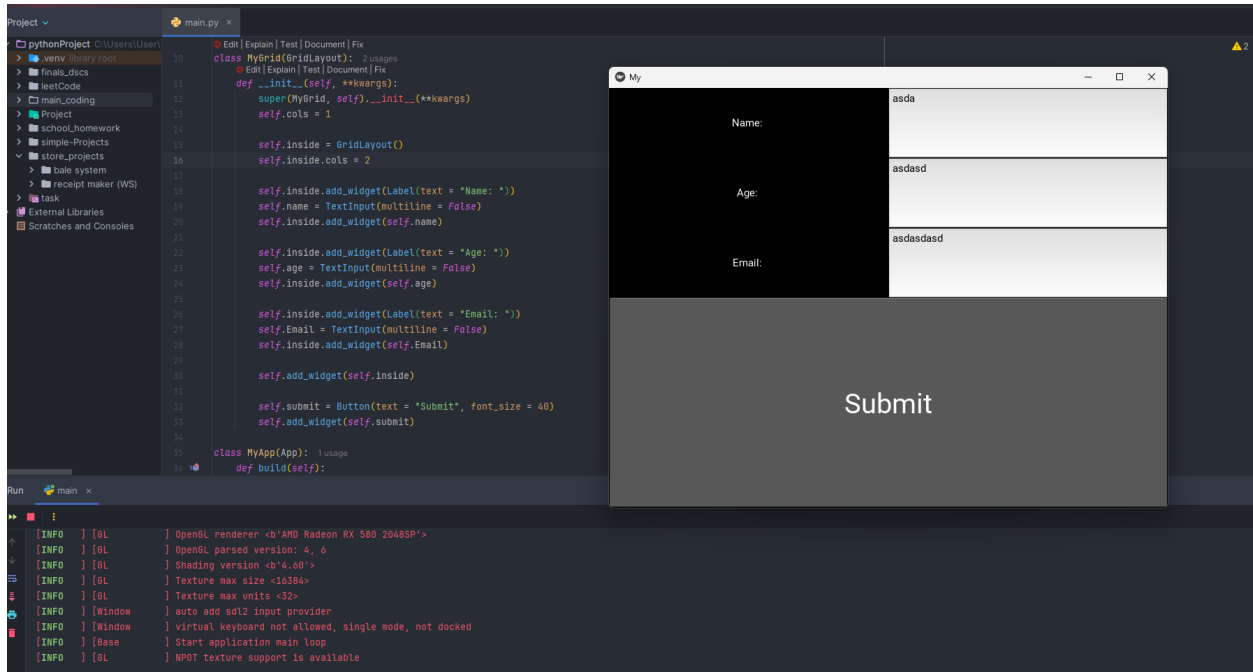 Project
main.py ×
pythonProject C:\Users\User\
.venv library root
finals_dscs
leetCode
main_coding
Project
school_homework
simple-Projects
store_projects
bale system
receipt maker (WS)
task
External Libraries
Scratches and Consoles
Edit | Explain | Test | Document | Fix
10 class MyGrid(GridLayout): 2 usages
Edit | Explain | Test | Document | Fix
11 def __init__(self, **kwargs):
12 super(MyGrid, self).__init__(**kwargs)
13 self.cols = 1
14
15 self.inside = GridLayout()
16 self.inside.cols = 2
17
18 self.inside.add_widget(Label(text = "Name: "))
19 self.name = TextInput(multiline = False)
20 self.inside.add_widget(self.name)
21
22 self.inside.add_widget(Label(text = "Age: "))
23 self.age = TextInput(multiline = False)
24 self.inside.add_widget(self.age)
25
26 self.inside.add_widget(Label(text = "Email: "))
27 self.Email = TextInput(multiline = False)
28 self.inside.add_widget(self.Email)
29
30 self.add_widget(self.inside)
31
32 self.submit = Button(text = "Submit", font_size = 40)
33 self.add_widget(self.submit)
34
35 class MyApp(App): 1 usage
36 def build(self):
2
My
Name:
asda
Age:
asdasd
Email:
asdasdasd
Submit
Run
main ×
[INFO ] [GL ] OpenGL renderer <b'AMD Radeon RX 580 2048SP'>
[INFO ] [GL ] OpenGL parsed version: 4, 6
[INFO ] [GL ] Shading version <b'4.60'>
[INFO ] [GL ] Texture max size <16384>
[INFO ] [GL ] Texture max units <32>
[INFO ] [Window ] auto add sdl2 input provider
[INFO ] [Window ] virtual keyboard not allowed, single mode, not docked
[INFO ] [Base ] Start application main loop
[INFO ] [GL ] NPOT texture support is available